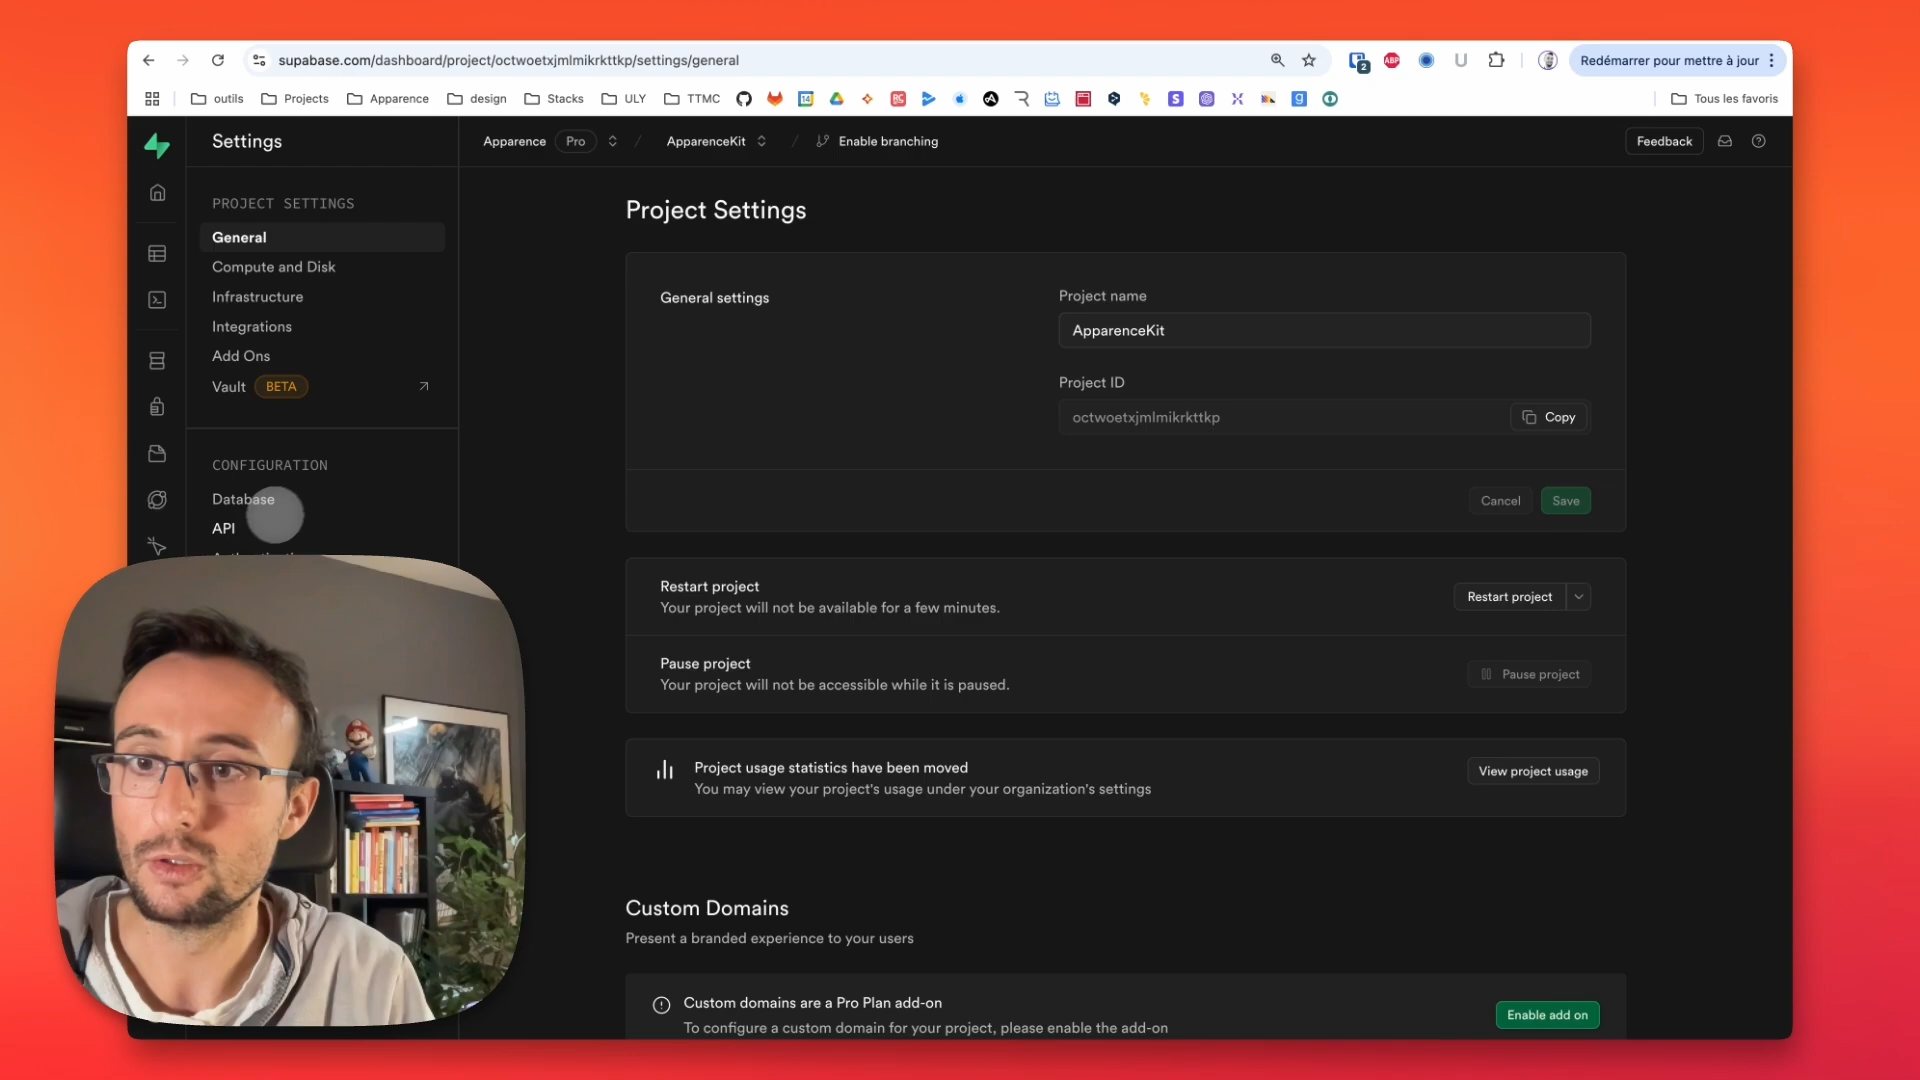 supabase.com/dashboard/project/octwoetxjmlmikrkttkp/settings/general
2
ABP
U
Redémarrer pour mettre à jour
outils
Projects
Apparence
design
Stacks
ULY
TTMC
Tous les favoris
Settings
Apparence
Pro
/
ApparenceKit
/
Enable branching
Feedback
PROJECT SETTINGS
General
Compute and Disk
Infrastructure
Integrations
Add Ons
Vault
BETA
CONFIGURATION
Database
API
Project Settings
General settings
Project name
ApparenceKit
Project ID
octwoetxjmlmikrkttkp
Copy
Cancel
Save
Restart project
Your project will not be available for a few minutes.
Restart project
Pause project
Your project will not be accessible while it is paused.
Pause project
Project usage statistics have been moved
You may view your project's usage under your organization's settings
View project usage
Custom Domains
Present a branded experience to your users
Custom domains are a Pro Plan add-on
To configure a custom domain for your project, please enable the add-on
Enable add on